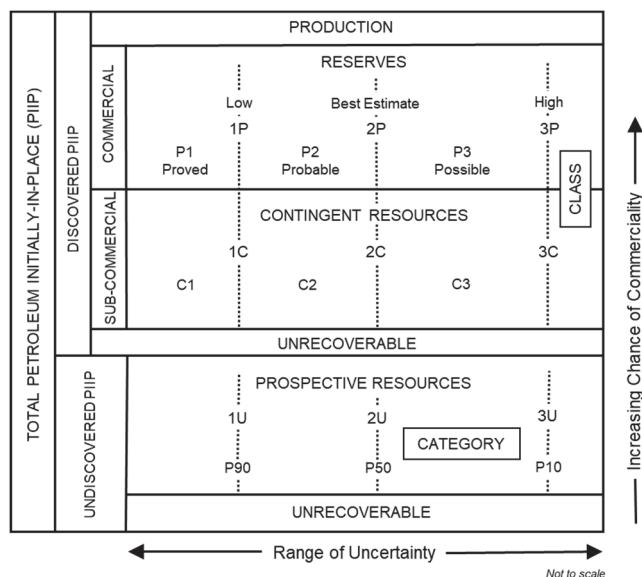 TOTAL PETROLEUM INITIALLY-IN-PLACE (PIIP)
DISCOVERED PIIP
COMMERCIAL
PRODUCTION
RESERVES
Low Best Estimate High
1P 2P 3P
P1 P2 P3
Proved Probable Possible
CLASS
SUB-COMMERCIAL
CONTINGENT RESOURCES
1C 2C 3C
C1 C2 C3
UNRECOVERABLE
UNDISCOVERED PIIP
PROSPECTIVE RESOURCES
1U 2U 3U
CATEGORY
P90 P50 P10
UNRECOVERABLE
Increasing Chance of Commerciality
Range of Uncertainty
Not to scale